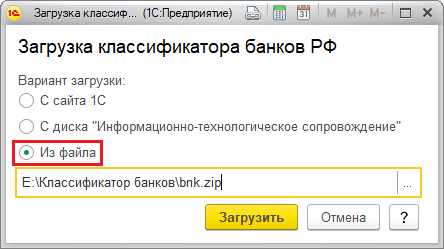 1С Загрузка классиф... (1С:Предприятие) M M+ M-
Загрузка классификатора банков РФ
Вариант загрузки:
С сайта 1С
С диска "Информационно-технологическое сопровождение"
Из файла
E:\Классификатор банков\bnk.zip ...
Загрузить Отмена ?